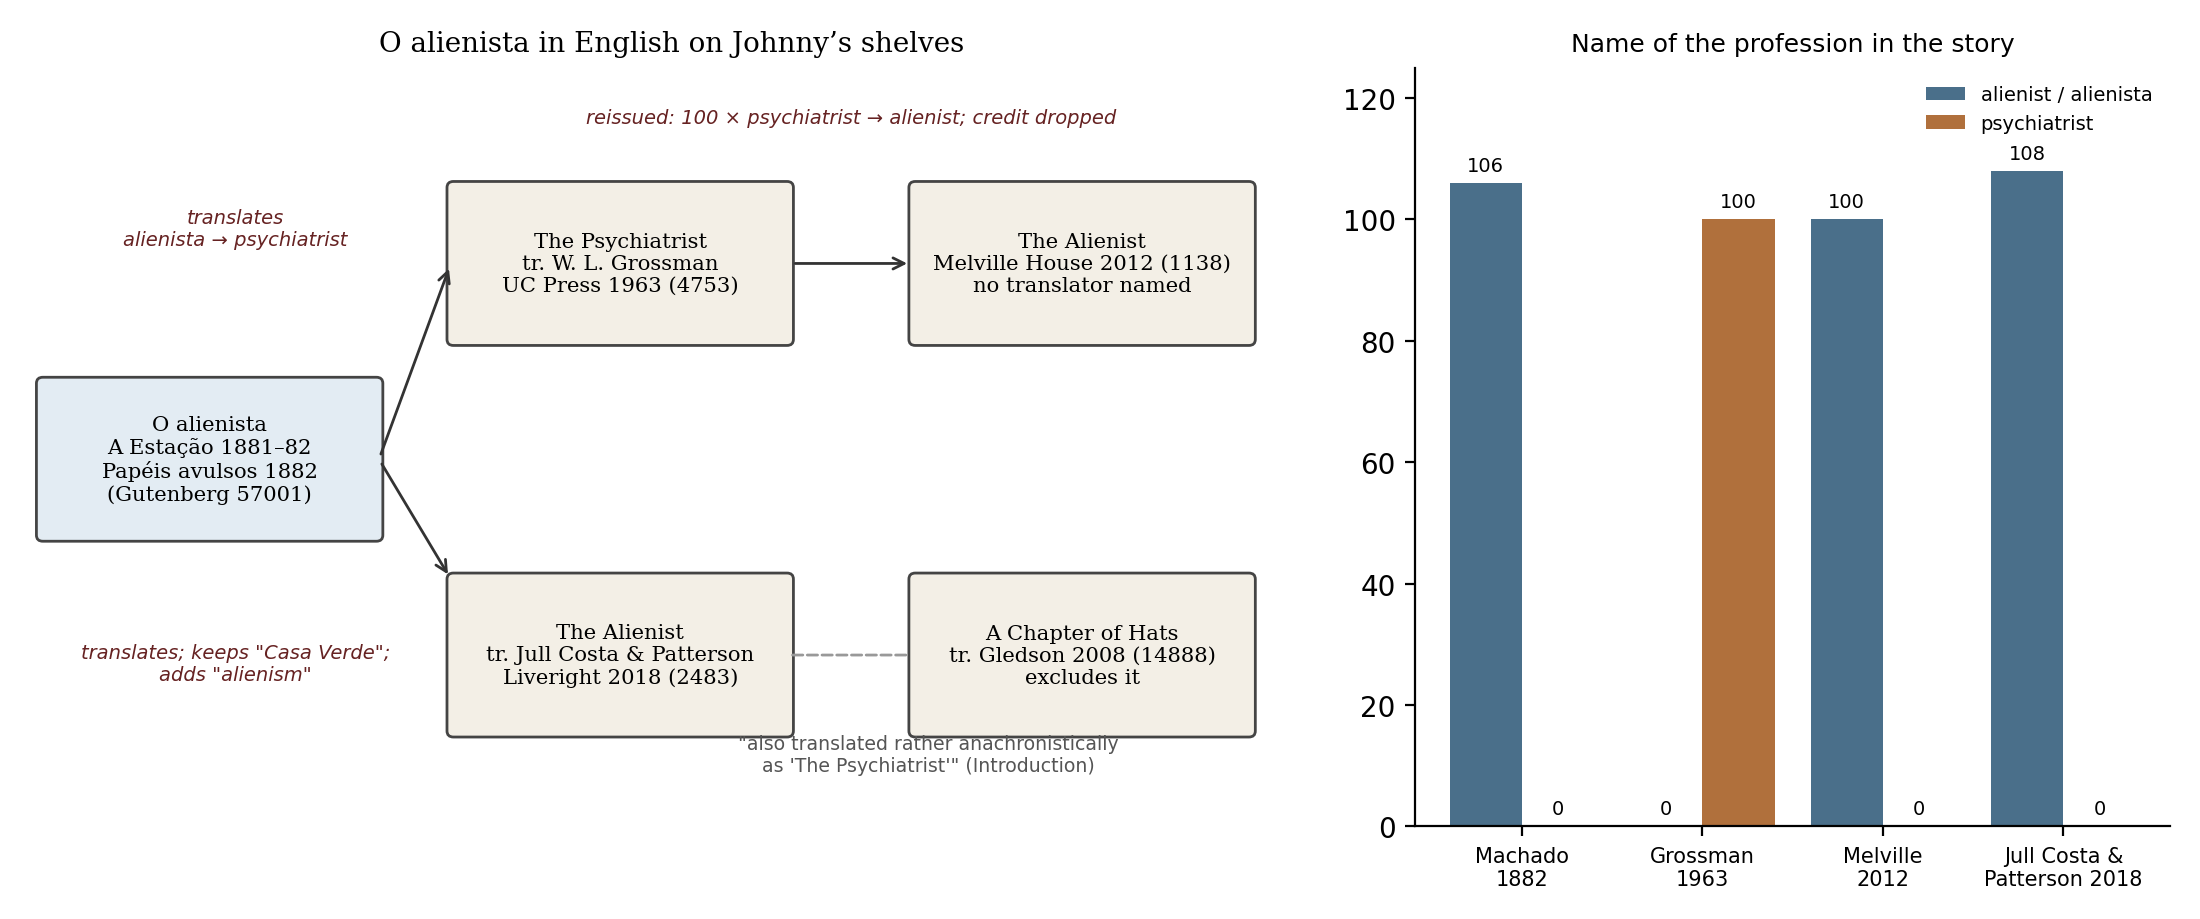 O alienista in English on Johnny’s shelves
reissued: 100 × psychiatrist → alienist; credit dropped
translates
alienista → psychiatrist
The Psychiatrist
tr. W. L. Grossman
UC Press 1963 (4753)
The Alienist
Melville House 2012 (1138)
no translator named
O alienista
A Estação 1881–82
Papéis avulsos 1882
(Gutenberg 57001)
translates; keeps "Casa Verde";
adds "alienism"
The Alienist
tr. Jull Costa & Patterson
Liveright 2018 (2483)
A Chapter of Hats
tr. Gledson 2008 (14888)
excludes it
"also translated rather anachronistically
as 'The Psychiatrist'" (Introduction)
Name of the profession in the story
alienist / alienista
psychiatrist
120
100
80
60
40
20
0
106
0
0
100
100
0
108
0
Machado
1882
Grossman
1963
Melville
2012
Jull Costa &
Patterson 2018